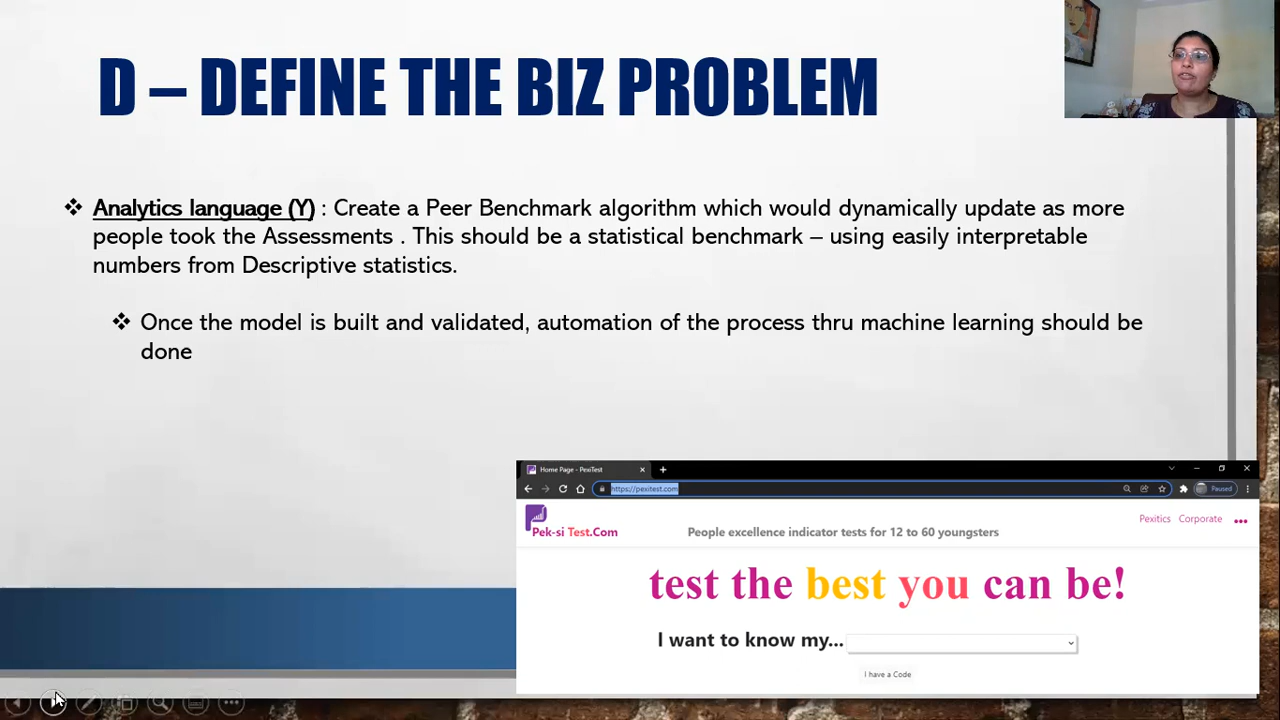 D – DEFINE THE BIZ PROBLEM
❖ Analytics language (Y) : Create a Peer Benchmark algorithm which would dynamically update as more
people took the Assessments . This should be a statistical benchmark – using easily interpretable
numbers from Descriptive statistics.
❖ Once the model is built and validated, automation of the process thru machine learning should be
done
Home Page - PexiTest
https://pexitest.com
Paused
Pek-si Test.Com
People excellence indicator tests for 12 to 60 youngsters
Pexitics Corporate
test the best you can be!
I want to know my...
I have a Code